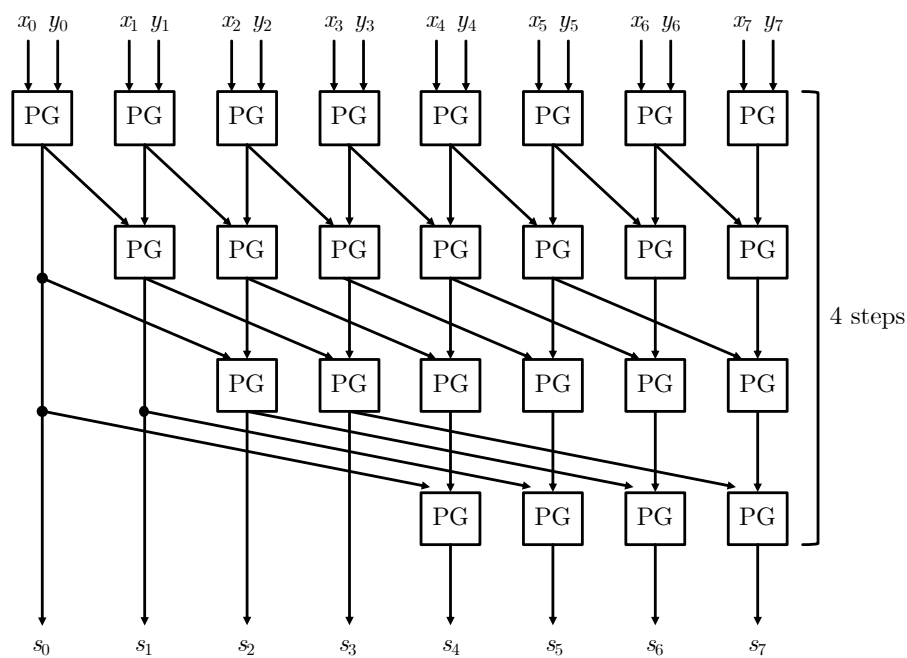 x₀ y₀ x₁ y₁ x₂ y₂ x₃ y₃ x₄ y₄ x₅ y₅ x₆ y₆ x₇ y₇
PG PG PG PG PG PG PG PG
PG PG PG PG PG PG PG
4 steps
PG PG PG PG PG PG
PG PG PG PG
s₀ s₁ s₂ s₃ s₄ s₅ s₆ s₇